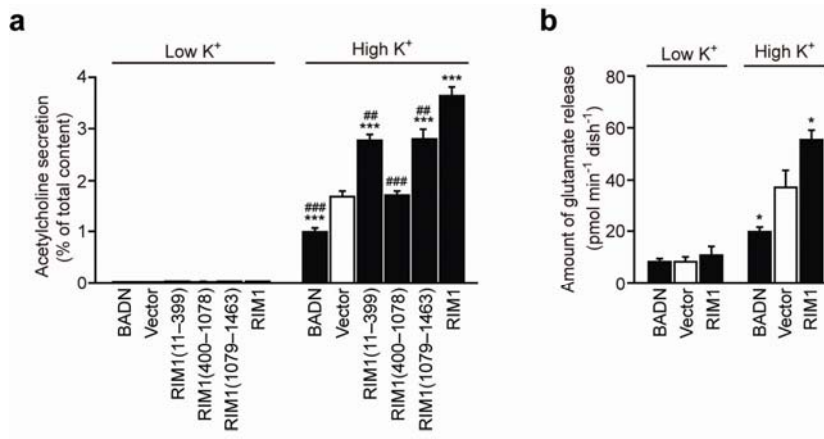 a
Low K+
High K+
Acetylcholine secretion
(% of total content)
4
3
2
1
0
###
***
##
***
###
##
***
***
BADN
Vector
RIM1(11–399)
RIM1(400–1078)
RIM1(1079–1463)
RIM1
BADN
Vector
RIM1(11–399)
RIM1(400–1078)
RIM1(1079–1463)
RIM1
b
Low K+
High K+
Amount of glutamate release
(pmol min-1 dish-1)
80
60
40
20
0
*
*
BADN
Vector
RIM1
BADN
Vector
RIM1